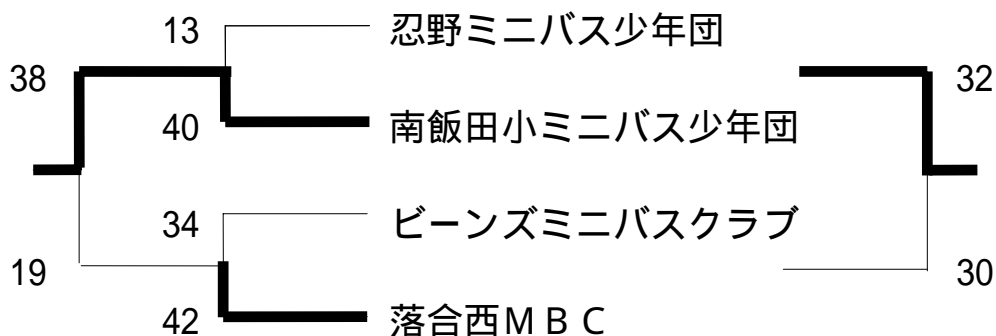 13 忍野ミニバス少年団
38 32
40 南飯田小ミニバス少年団
34 ビーンズミニバスクラブ
19 30
42 落合西ＭＢＣ